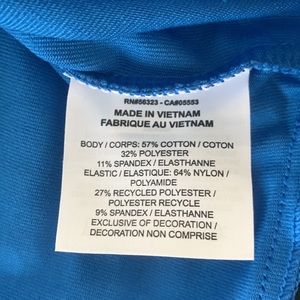 RN#56323 - CA#05553
MADE IN VIETNAM
FABRIQUE AU VIETNAM
BODY / CORPS: 57% COTTON / COTON
32% POLYESTER
11% SPANDEX / ELASTHANNE
ELASTIC / ELASTIQUE: 64% NYLON /
POLYAMIDE
27% RECYCLED POLYESTER /
POLYESTER RECYCLE
9% SPANDEX / ELASTHANNE
EXCLUSIVE OF DECORATION /
DECORATION NON COMPRISE